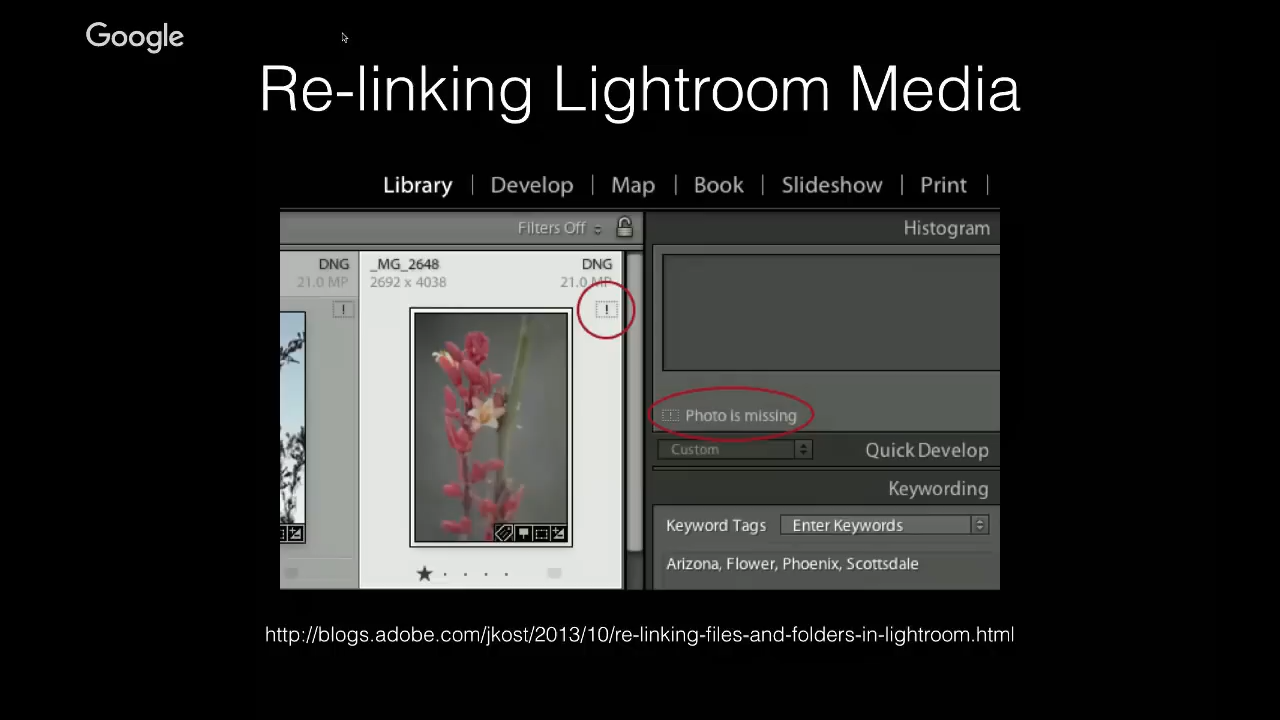 Google
Re-linking Lightroom Media
Library | Develop | Map | Book | Slideshow | Print |
Filters Off
Histogram
DNG
21.0 MP
_MG_2648
DNG
2692 x 4038
21.0 MP
!
!
! Photo is missing
Custom
Quick Develop
Keywording
Keyword Tags
Enter Keywords
Arizona, Flower, Phoenix, Scottsdale
http://blogs.adobe.com/jkost/2013/10/re-linking-files-and-folders-in-lightroom.html